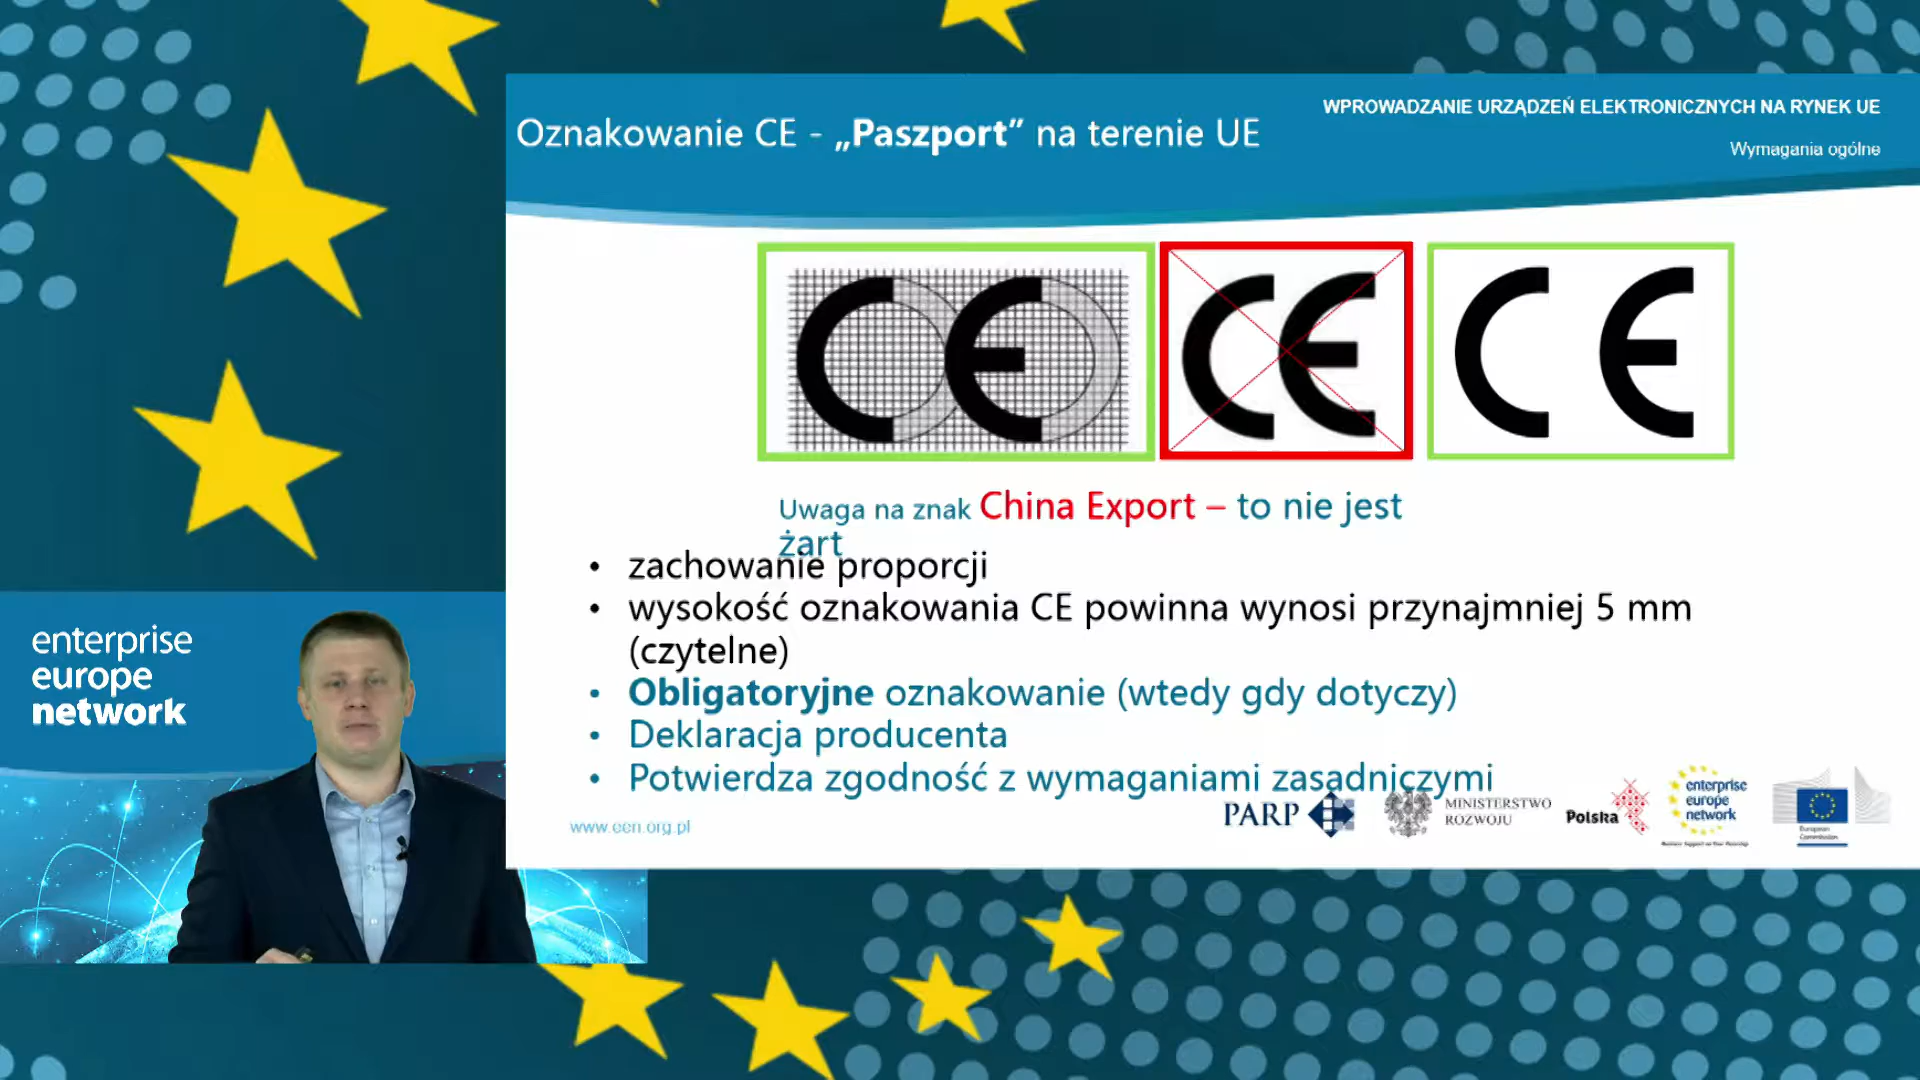 WPROWADZANIE URZĄDZEŃ ELEKTRONICZNYCH NA RYNEK UE
Oznakowanie CE - „Paszport” na terenie UE
Wymagania ogólne
CE
CE
CE
Uwaga na znak China Export – to nie jest
żart
• zachowanie proporcji
• wysokość oznakowania CE powinna wynosi przynajmniej 5 mm
(czytelne)
• Obligatoryjne oznakowanie (wtedy gdy dotyczy)
• Deklaracja producenta
• Potwierdza zgodność z wymaganiami zasadniczymi
www.een.org.pl
PARP
MINISTERSTWO
ROZWOJU
Polska
enterprise
europe
network
European
Commission
enterprise
europe
network